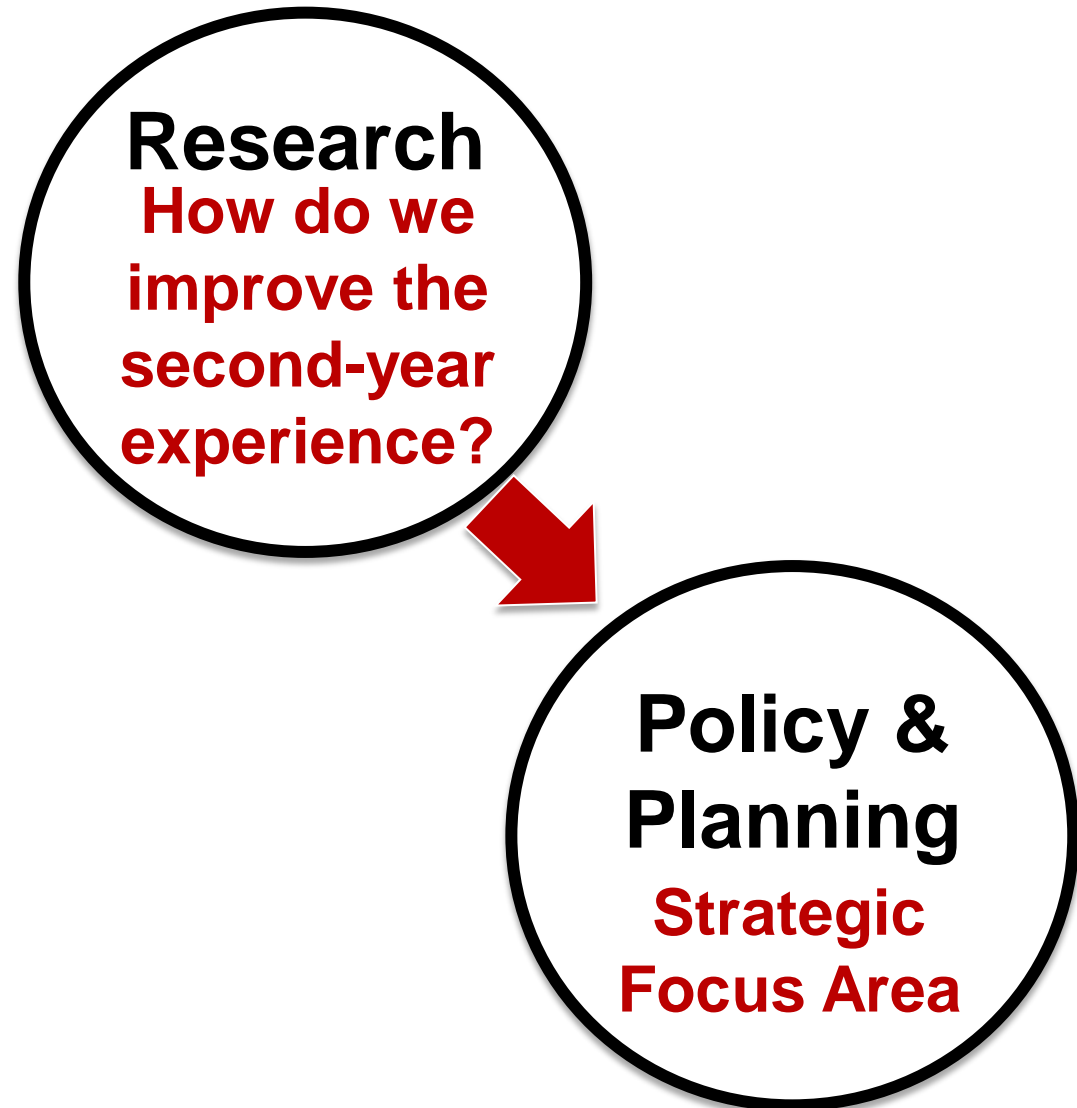 Research
How do we
improve the
second-year
experience?
Policy &
Planning
Strategic
Focus Area